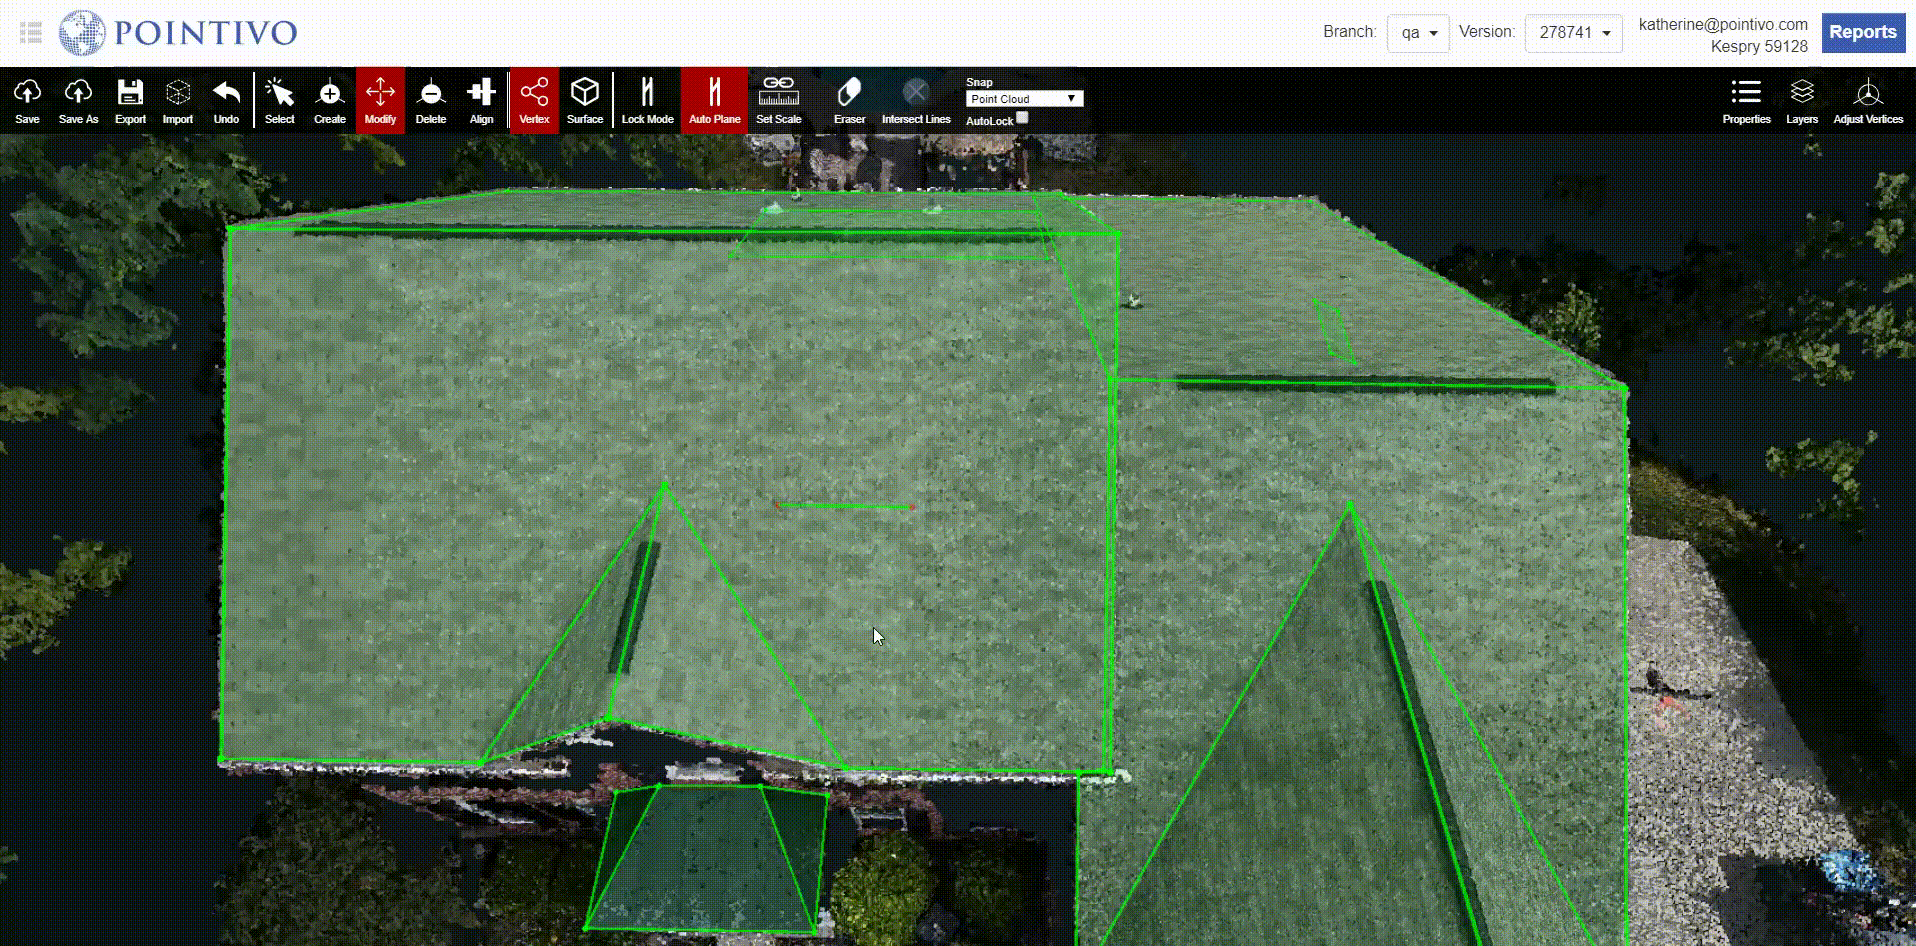 POINTIVO
Branch: qa Version: 278741
katherine@pointivo.com
Kespry 59128
Reports
Save Save As Export Import Undo Select Create Modify Delete Align Vertex Surface Lock Mode Auto Plane Set Scale Eraser Intersect Lines
Snap
Point Cloud
AutoLock
Properties Layers Adjust Vertices